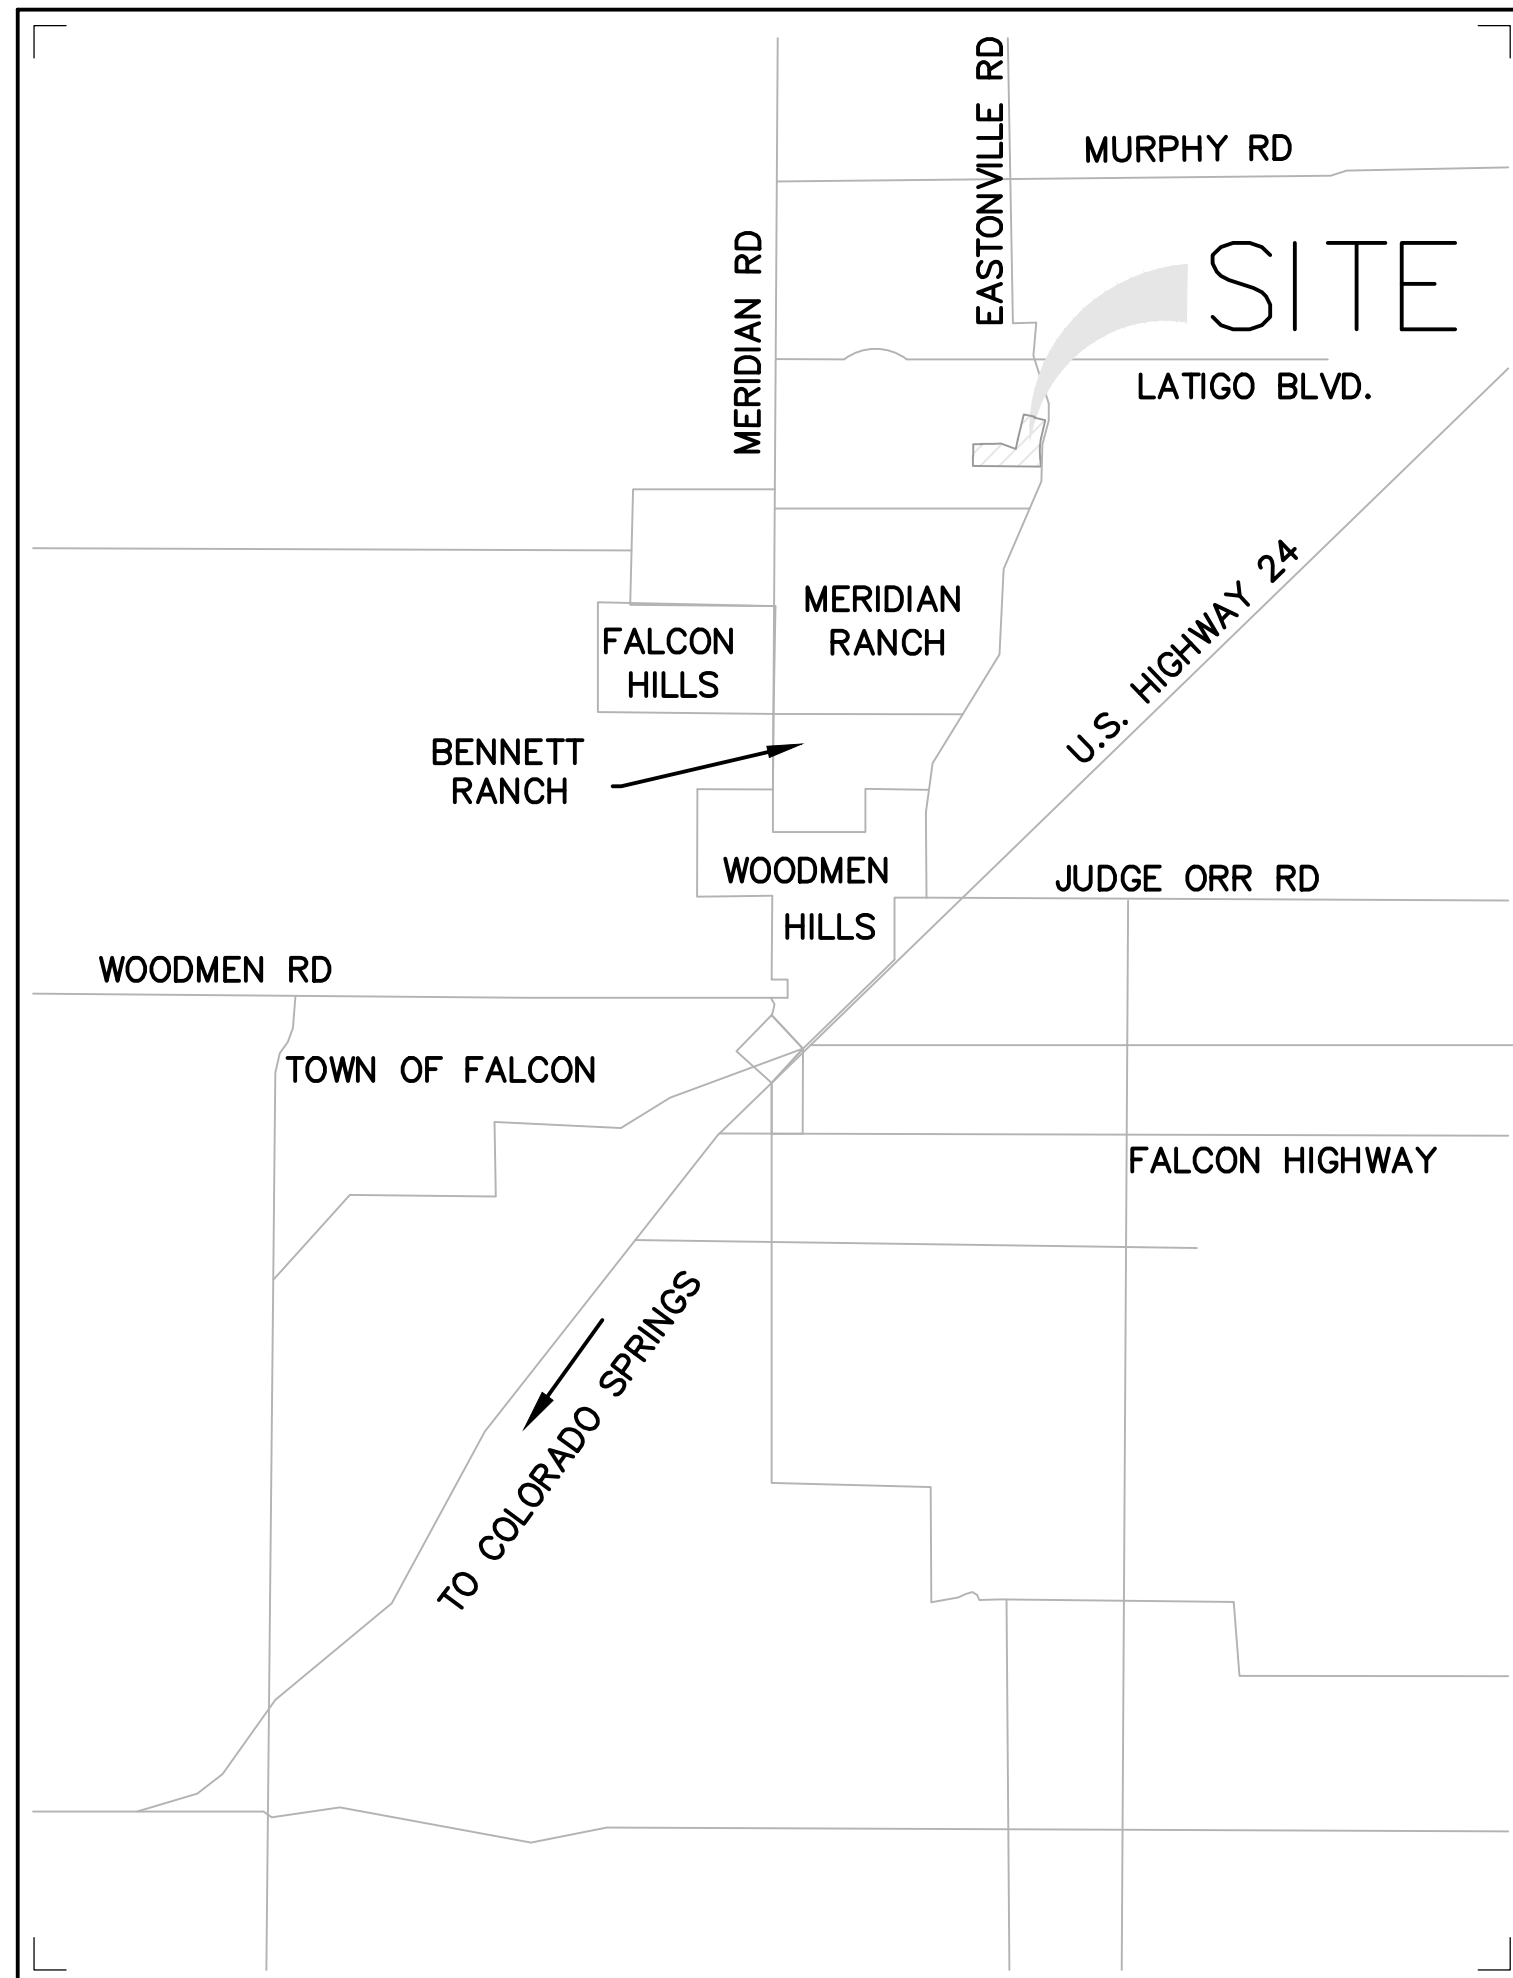 EASTONVILLE RD
MURPHY RD
MERIDIAN RD
SITE
LATIGO BLVD.
U.S. HIGHWAY 24
MERIDIAN
RANCH
FALCON
HILLS
BENNETT
RANCH
WOODMEN
HILLS
JUDGE ORR RD
WOODMEN RD
TOWN OF FALCON
FALCON HIGHWAY
TO COLORADO SPRINGS